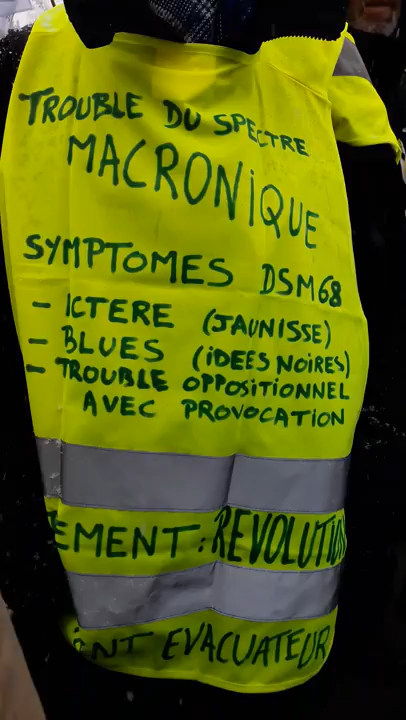 TROUBLE DU SPECTRE
MACRONiQUE
SYMPTOMES DSM68
- ICTERE (JAUNISSE)
- BLUES (iDEES NOiRES)
- TROUBLE OPPOSiTiONNEL
AVEC PROVOCATION
EMENT: REVOLUTION
ENT EVACUATEUR